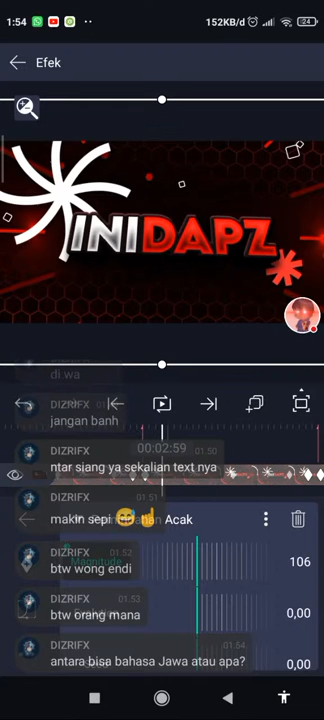 1:54
152KB/d
24
Efek
INIDAPZ
di wa
DIZRIFX
jangan banh
00:02:59
DIZRIFX 01.50
ntar siang ya sekalian text nya
DIZRIFX 01.51
makin sepi 😅☝️
Acak
DIZRIFX 01.52
btw wong endi
Magnitude
106
DIZRIFX 01.53
btw orang mana
0,00
DIZRIFX 01.54
antara bisa bahasa Jawa atau apa?
0,00